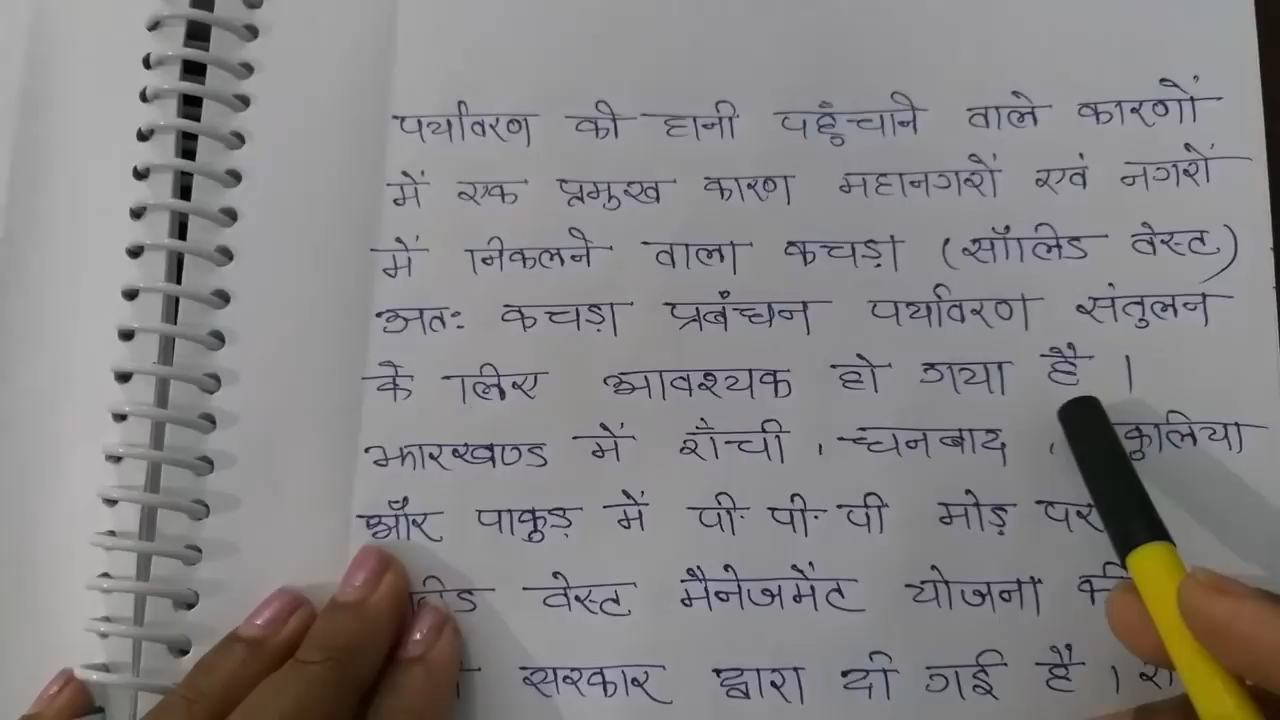 पर्यावरण को हानी पहुँचाने वाले कारणों
में एक प्रमुख कारण महानगरों एवं नगरों
में निकलने वाला कचड़ा (सॉलिड वेस्ट)
अतः कचड़ा प्रबंधन पर्यावरण संतुलन
के लिए आवश्यक हो गया है ।
झारखण्ड में राँची , धनबाद ,
और पाकुड़ में पी. पी. पी मोड़ पर
वेस्ट मैनेजमैंट योजना
सरकार द्वारा दी गई है ।